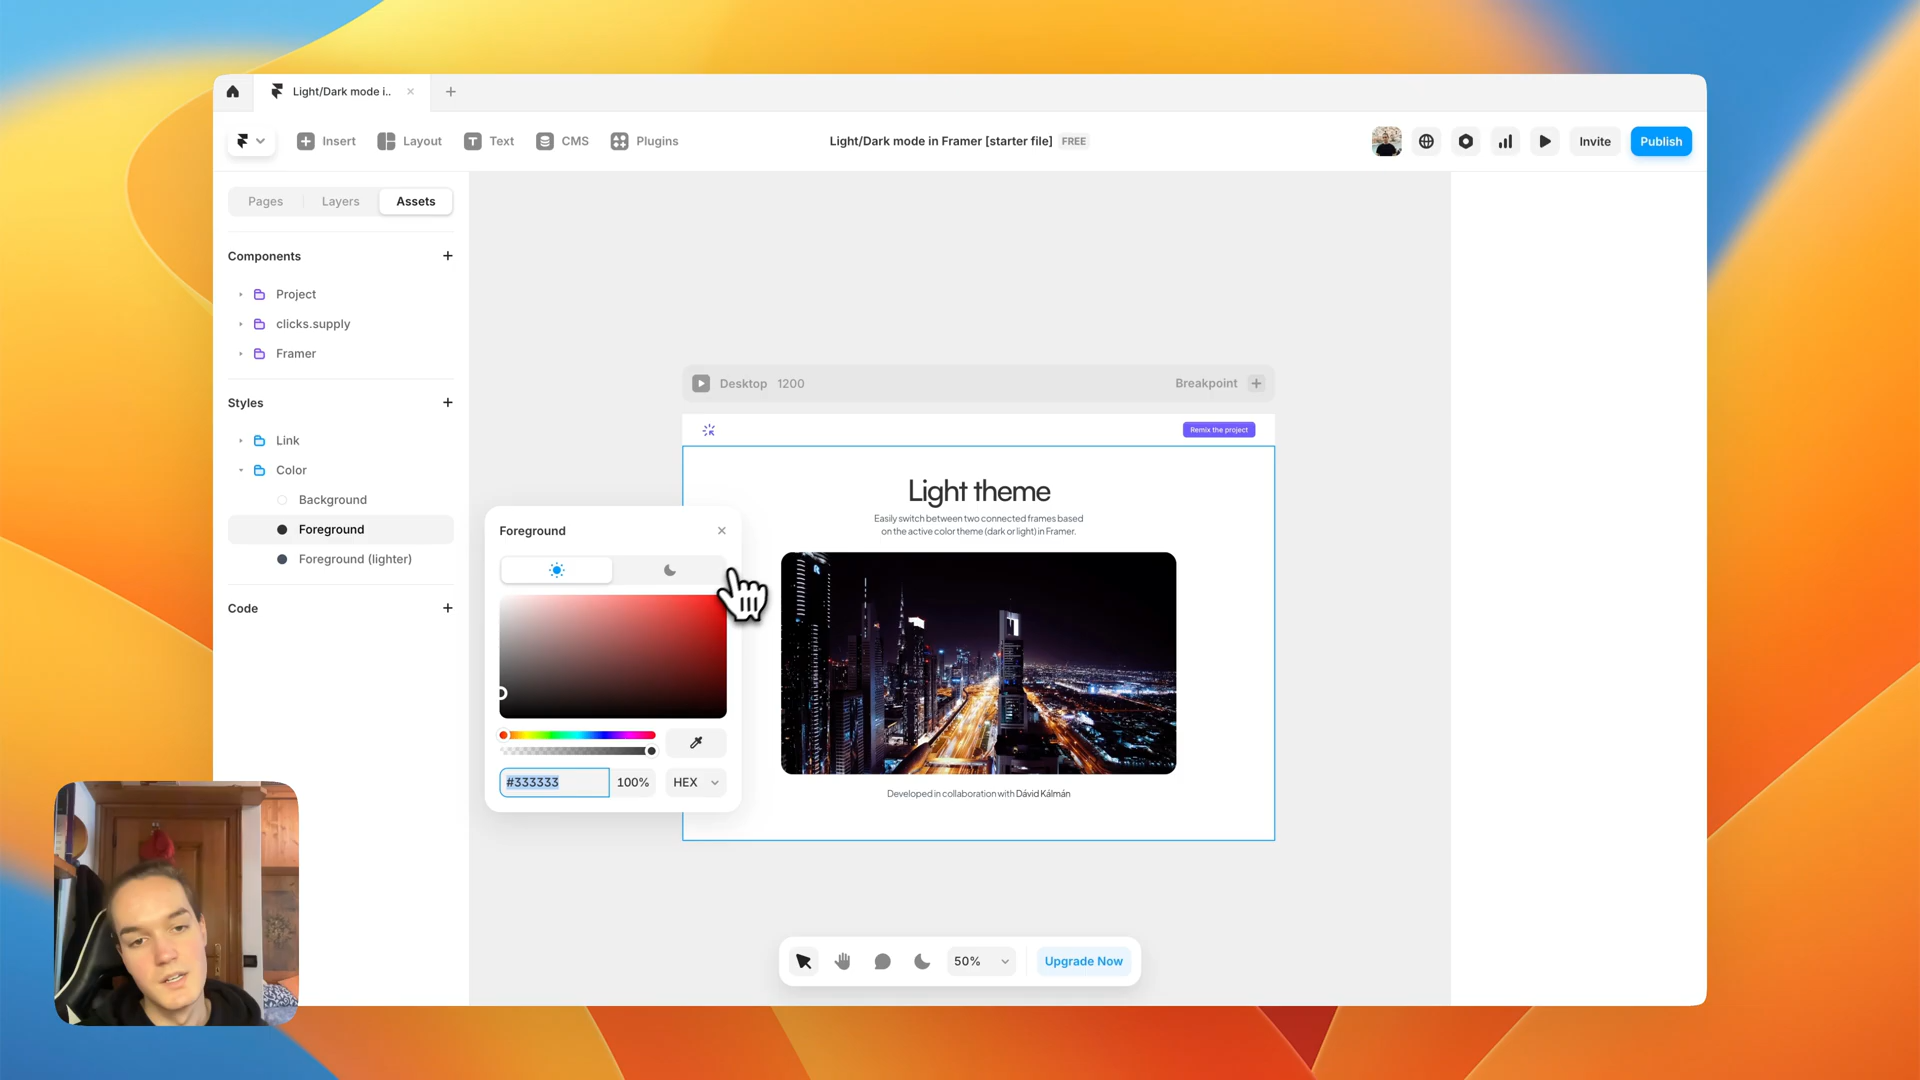 Light/Dark mode i..
Insert
Layout
Text
CMS
Plugins
Light/Dark mode in Framer [starter file] FREE
Invite
Publish
Pages
Layers
Assets
Components
Project
clicks.supply
Framer
Styles
Link
Color
Background
Foreground
Foreground (lighter)
Code
Desktop 1200
Breakpoint
Remix the project
Light theme
Easily switch between two connected frames based
on the active color theme (dark or light) in Framer.
Developed in collaboration with Dávid Kálmán
Foreground
#333333
100%
HEX
50%
Upgrade Now